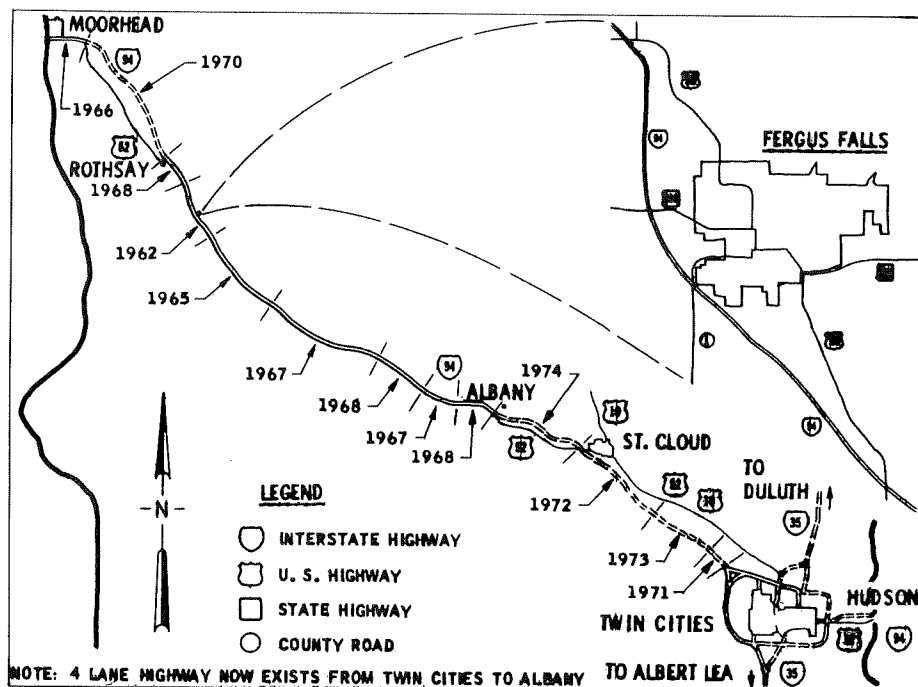 MOORHEAD
94
1970
1966
52
ROTHSAY
1968
1962
1965
1967
94
1968
ALBANY
1974
1967
1968
52
10
ST. CLOUD
94
FERGUS FALLS
1
94
LEGEND
-N-
INTERSTATE HIGHWAY
U. S. HIGHWAY
STATE HIGHWAY
COUNTY ROAD
1972
52
10
TO
DULUTH
35
1973
1971
TWIN CITIES
HUDSON
94
TO ALBERT LEA
35
NOTE: 4 LANE HIGHWAY NOW EXISTS FROM TWIN CITIES TO ALBANY